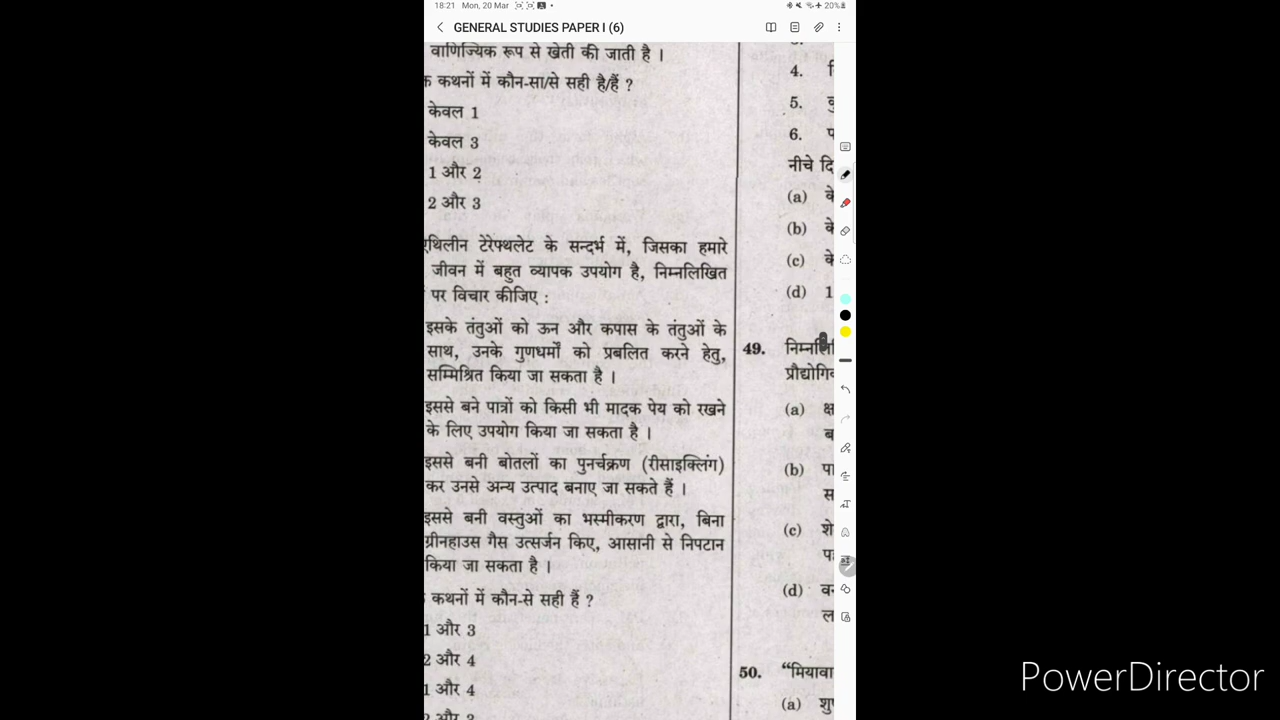 18:21 Mon, 20 Mar
20%
GENERAL STUDIES PAPER I (6)
वाणिज्यिक रूप से खेती की जाती है ।
कथनों में कौन-सा/से सही है/हैं ?
केवल 1
केवल 3
1 और 2
2 और 3
टेरेफ्थलेट के सन्दर्भ में, जिसका हमारे
जीवन में बहुत व्यापक उपयोग है, निम्नलिखित
पर विचार कीजिए :
इसके तंतुओं को ऊन और कपास के तंतुओं के
साथ, उनके गुणधर्मों को प्रबलित करने हेतु,
सम्मिश्रित किया जा सकता है ।
इससे बने पात्रों को किसी भी मादक पेय को रखने
के लिए उपयोग किया जा सकता है ।
इससे बनी बोतलों का पुनर्चक्रण (रीसाइक्लिंग)
कर उनसे अन्य उत्पाद बनाए जा सकते हैं ।
इससे बनी वस्तुओं का भस्मीकरण द्वारा, बिना
ग्रीनहाउस गैस उत्सर्जन किए, आसानी से निपटान
किया जा सकता है ।
कथनों में कौन-से सही हैं ?
1 और 3
2 और 4
1 और 4
4.
5.
6.
नीचे
(a)
(b)
(c)
(d) 1
49.
(a)
(b)
(c)
(d)
50.
(a)
PowerDirector